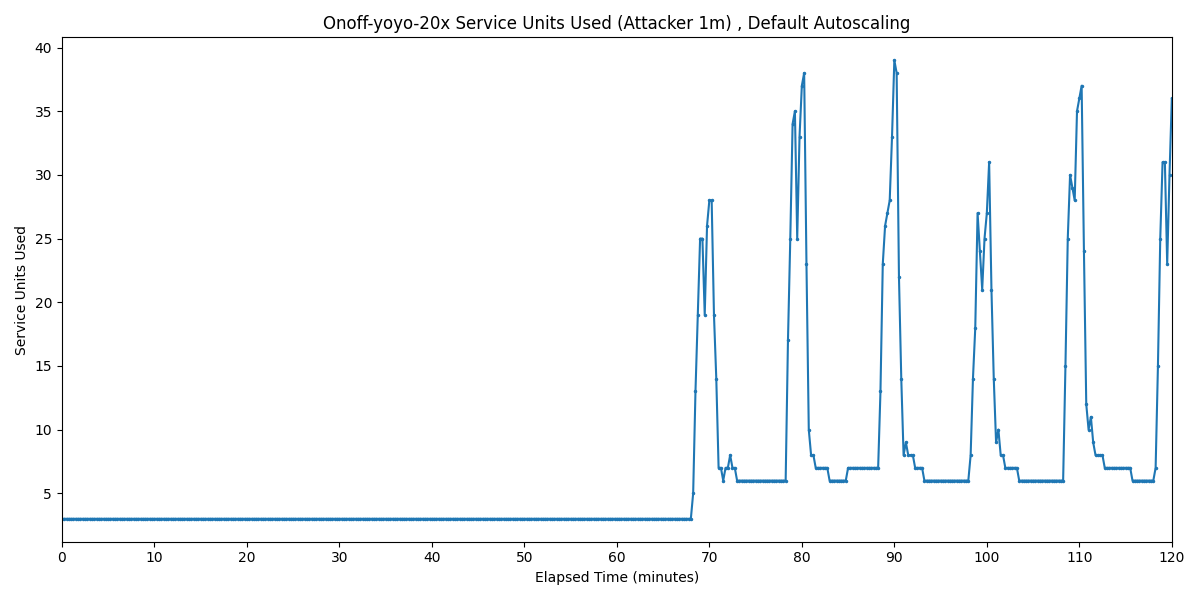 Onoff-yoyo-20x Service Units Used (Attacker 1m) , Default Autoscaling
40
35
30
25
20
15
10
5
Service Units Used
0 10 20 30 40 50 60 70 80 90 100 110 120
Elapsed Time (minutes)